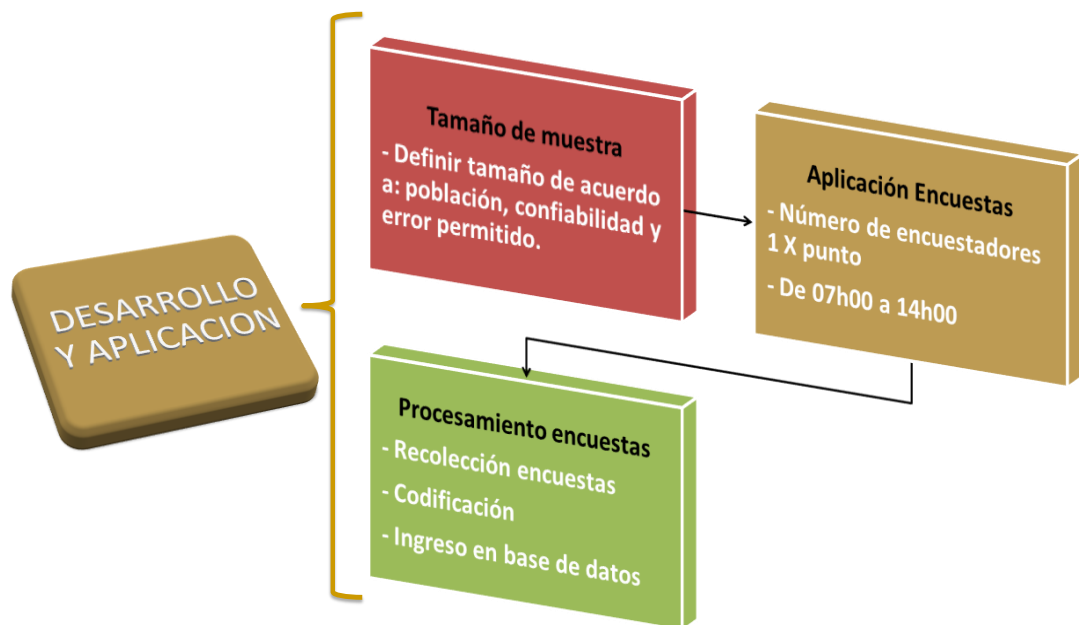 DESARROLLO
Y APLICACION
Tamaño de muestra
- Definir tamaño de acuerdo
a: población, confiabilidad y
error permitido.
Aplicación Encuestas
- Número de encuestadores
1 X punto
- De 07h00 a 14h00
Procesamiento encuestas
- Recolección encuestas
- Codificación
- Ingreso en base de datos